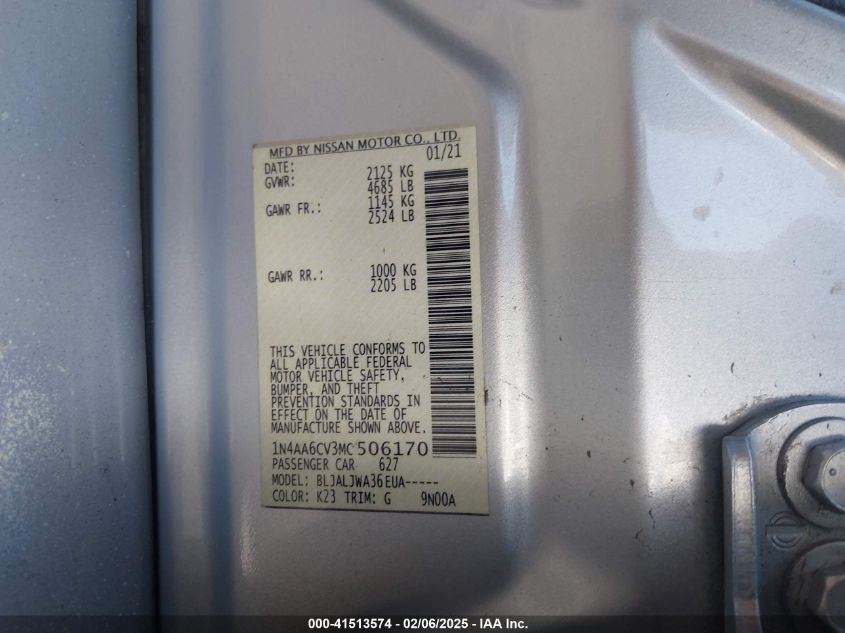 MFD BY NISSAN MOTOR CO., LTD.
DATE: 01/21
GVWR: 2125 KG
4685 LB
GAWR FR.: 1145 KG
2524 LB
GAWR RR.: 1000 KG
2205 LB
THIS VEHICLE CONFORMS TO
ALL APPLICABLE FEDERAL
MOTOR VEHICLE SAFETY,
BUMPER, AND THEFT
PREVENTION STANDARDS IN
EFFECT ON THE DATE OF
MANUFACTURE SHOWN ABOVE.
1N4AA6CV3MC506170
PASSENGER CAR 627
MODEL: BLJALJWA36EUA-----
COLOR: K23 TRIM: G 9N00A
000-41513574 - 02/06/2025 - IAA Inc.